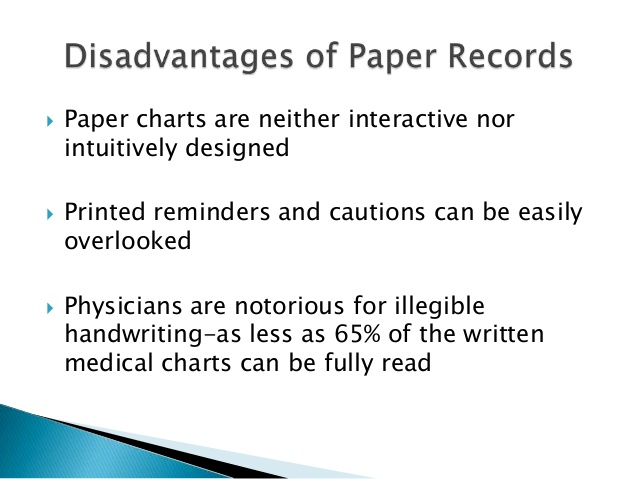 Disadvantages of Paper Records
Paper charts are neither interactive nor
intuitively designed
Printed reminders and cautions can be easily
overlooked
Physicians are notorious for illegible
handwriting-as less as 65% of the written
medical charts can be fully read